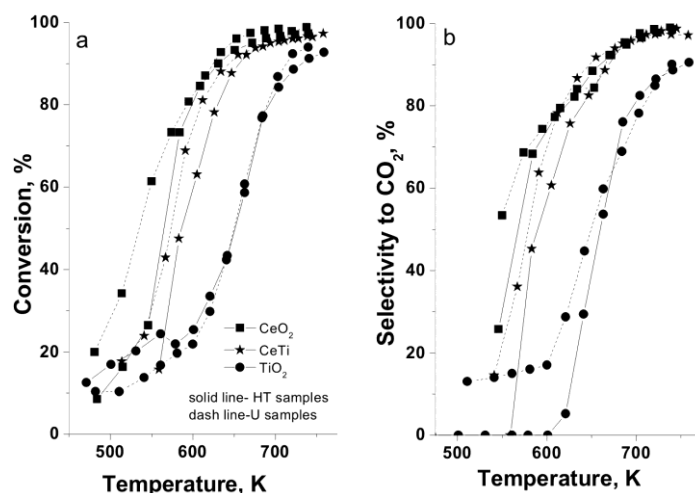 a
b
100
80
60
40
20
0
Conversion, %
500
600
700
Temperature, K
CeO2
CeTi
TiO2
solid line- HT samples
dash line-U samples
100
80
60
40
20
0
Selectivity to CO2, %
500
600
700
Temperature, K